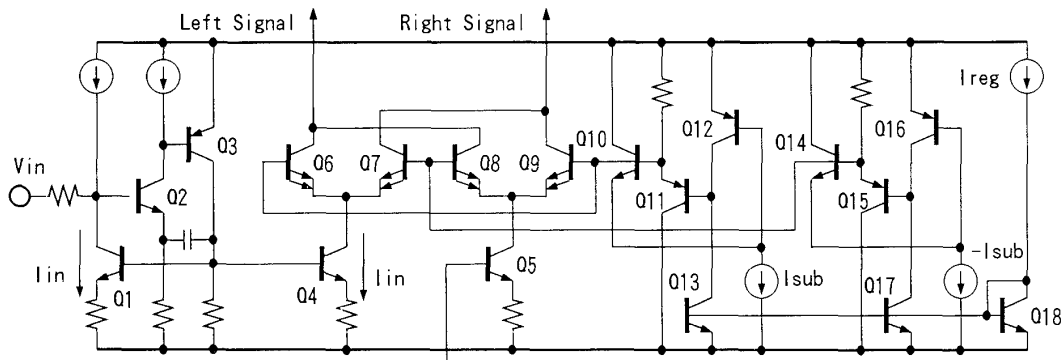 Left Signal
Right Signal
Ireg
Vin
Q3
Q6
Q7
Q8
Q9
Q10
Q12
Q14
Q16
Q2
Q11
Q15
Iin
Q1
Q4
Iin
Q5
Q13
Isub
Q17
-Isub
Q18